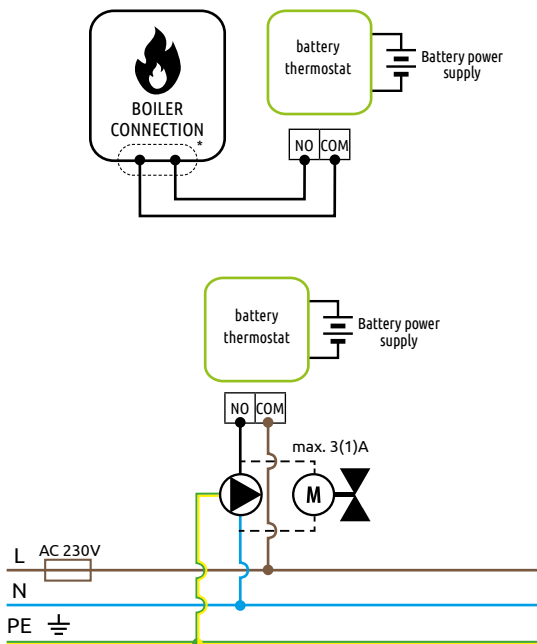 battery
thermostat
Battery power
supply
BOILER
CONNECTION
*
NO COM
battery
thermostat
Battery power
supply
NO COM
max. 3(1)A
M
L AC 230V
N
PE